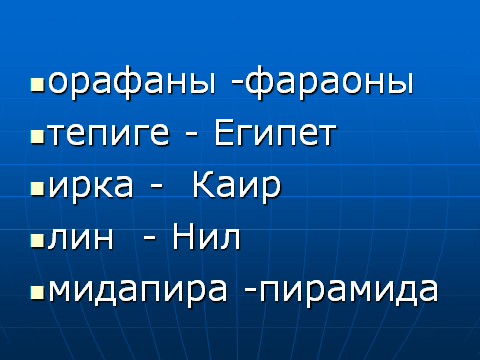 орафаны -фараоны
тепиге - Египет
ирка -  Каир
лин  - Нил
мидапира -пирамида